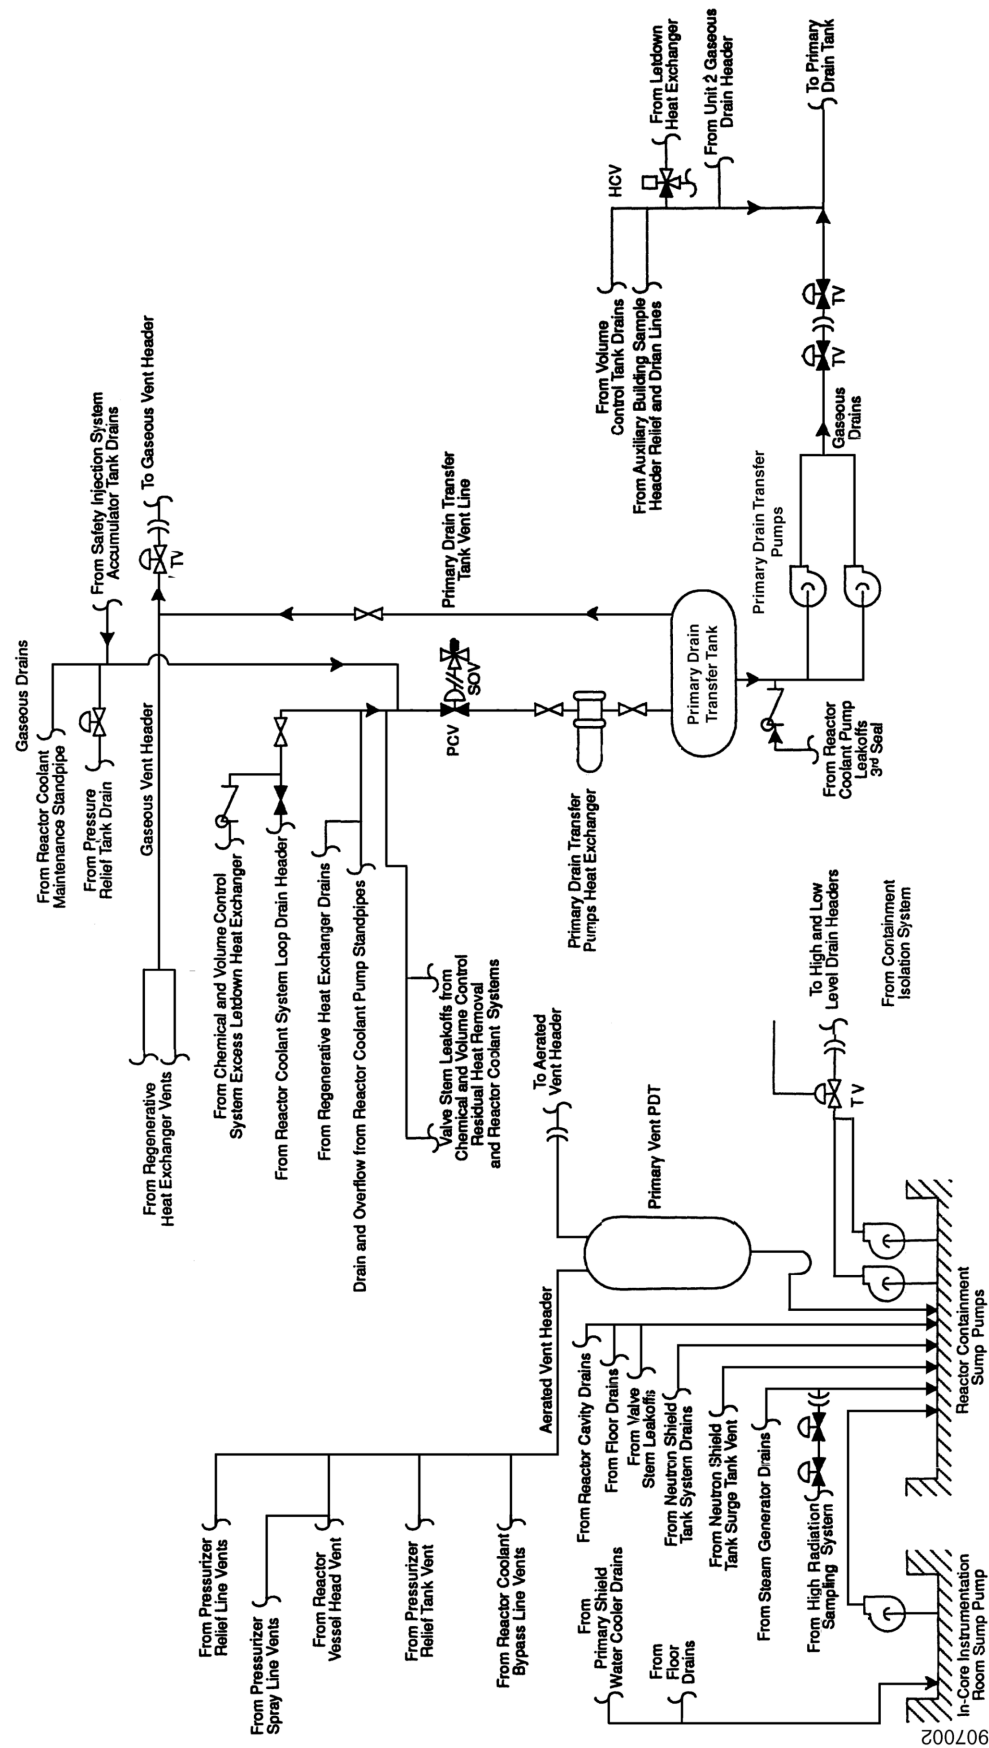 From Pressurizer
Relief Line Vents
From Pressurizer
Spray Line Vents
From Reactor
Vessel Head Vent
From Pressurizer
Relief Tank Vent
From Reactor Coolant
Bypass Line Vents
Aerated Vent Header
To Aerated
Vent Header
Primary Vent PDT
From
Primary Shield
Water Cooler Drains
From
Floor
Drains
From Reactor Cavity Drains
From Floor Drains
From Valve
Stem Leakoffs
From Neutron Shield
Tank System Drains
From Neutron Shield
Tank Surge Tank Vent
From Steam Generator Drains
From High Radiation
Sampling System
In-Core Instrumentation
Room Sump Pump
Reactor Containment
Sump Pumps
TV
To High and Low
Level Drain Headers
From Containment
Isolation System
907002
Gaseous Drains
From Reactor Coolant
Maintenance Standpipe
From Pressure
Relief Tank Drain
From Safety Injection System
Accumulator Tank Drains
From Regenerative
Heat Exchanger Vents
Gaseous Vent Header
TV
To Gaseous Vent Header
From Chemical and Volume Control
System Excess Letdown Heat Exchanger
From Reactor Coolant System Loop Drain Header
From Regenerative Heat Exchanger Drains
Drain and Overflow from Reactor Coolant Pump Standpipes
Valve Stem Leakoffs from
Chemical and Volume Control
Residual Heat Removal
and Reactor Coolant Systems
PCV
SOV
Primary Drain Transfer
Tank Vent Line
Primary Drain Transfer
Pumps Heat Exchanger
Primary Drain
Transfer Tank
From Reactor
Coolant Pump
Leakoffs
3rd Seal
Primary Drain Transfer
Pumps
Gaseous
Drains
TV
TV
From Volume
Control Tank Drains
From Auxiliary Building Sample
Header Relief and Drian Lines
HCV
From Letdown
Heat Exchanger
From Unit 2 Gaseous
Drain Header
To Primary
Drain Tank